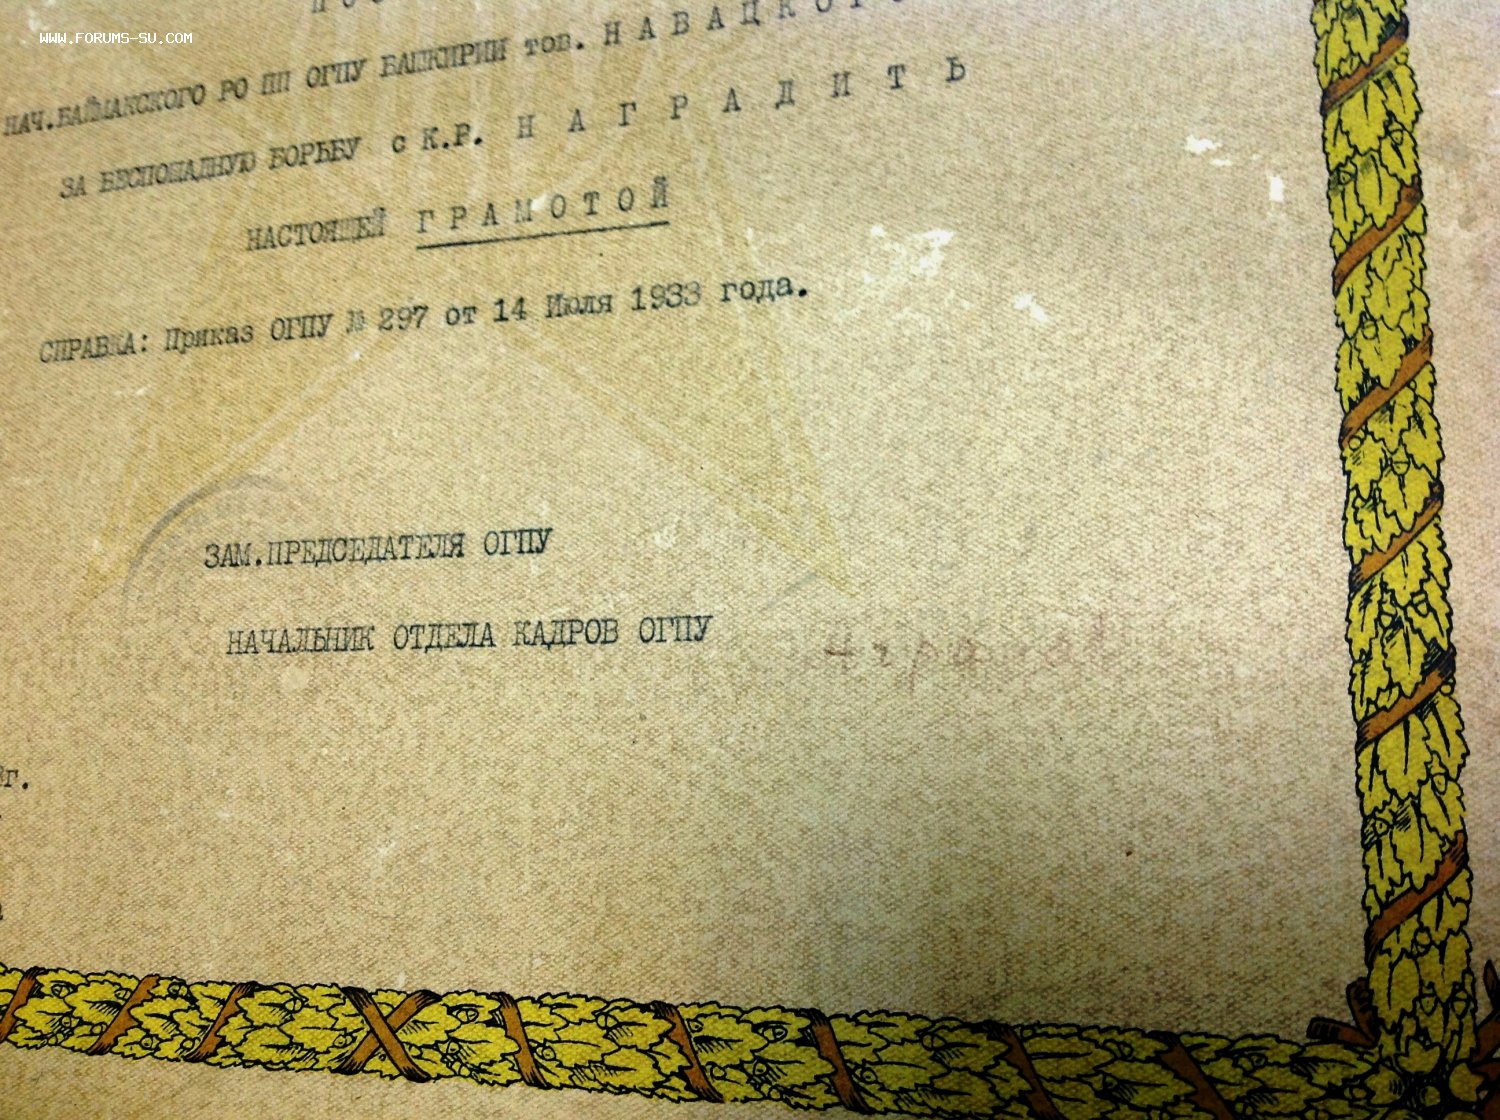 WWW.FORUMS-SU.COM
НАЧ.БАЙМАКСКОГО РО ПП ОГПУ БАШКИРИИ тов. Н А В А Ц К О Г О
ЗА БЕСПОЩАДНУЮ БОРЬБУ с К.Р. Н А Г Р А Д И Т Ь
НАСТОЯЩЕЙ Г Р А М О Т О Й
СПРАВКА: Приказ ОГПУ № 297 от 14 Июля 1933 года.
ЗАМ.ПРЕДСЕДАТЕЛЯ ОГПУ
НАЧАЛЬНИК ОТДЕЛА КАДРОВ ОГПУ
г.